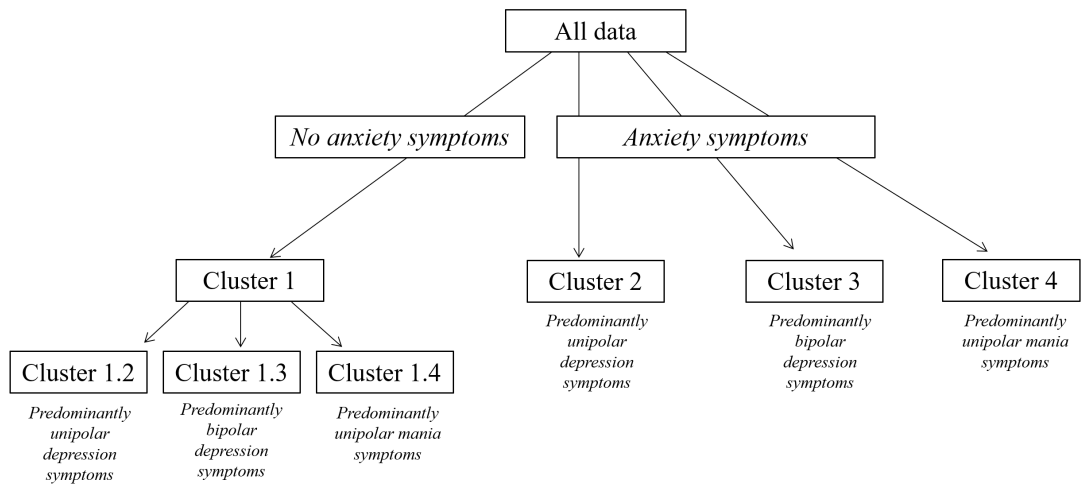 All data
No anxiety symptoms
Anxiety symptoms
Cluster 1
Cluster 2
Cluster 3
Cluster 4
Predominantly
unipolar
depression
symptoms
Predominantly
bipolar
depression
symptoms
Predominantly
unipolar mania
symptoms
Cluster 1.2
Cluster 1.3
Cluster 1.4
Predominantly
unipolar
depression
symptoms
Predominantly
bipolar
depression
symptoms
Predominantly
unipolar mania
symptoms